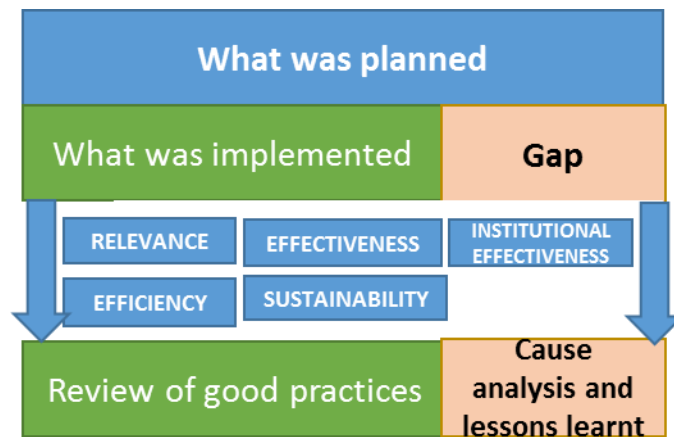 What was planned
What was implemented
Gap
RELEVANCE
EFFECTIVENESS
INSTITUTIONAL
EFFECTIVENESS
EFFICIENCY
SUSTAINABILITY
Review of good practices
Cause
analysis and
lessons learnt